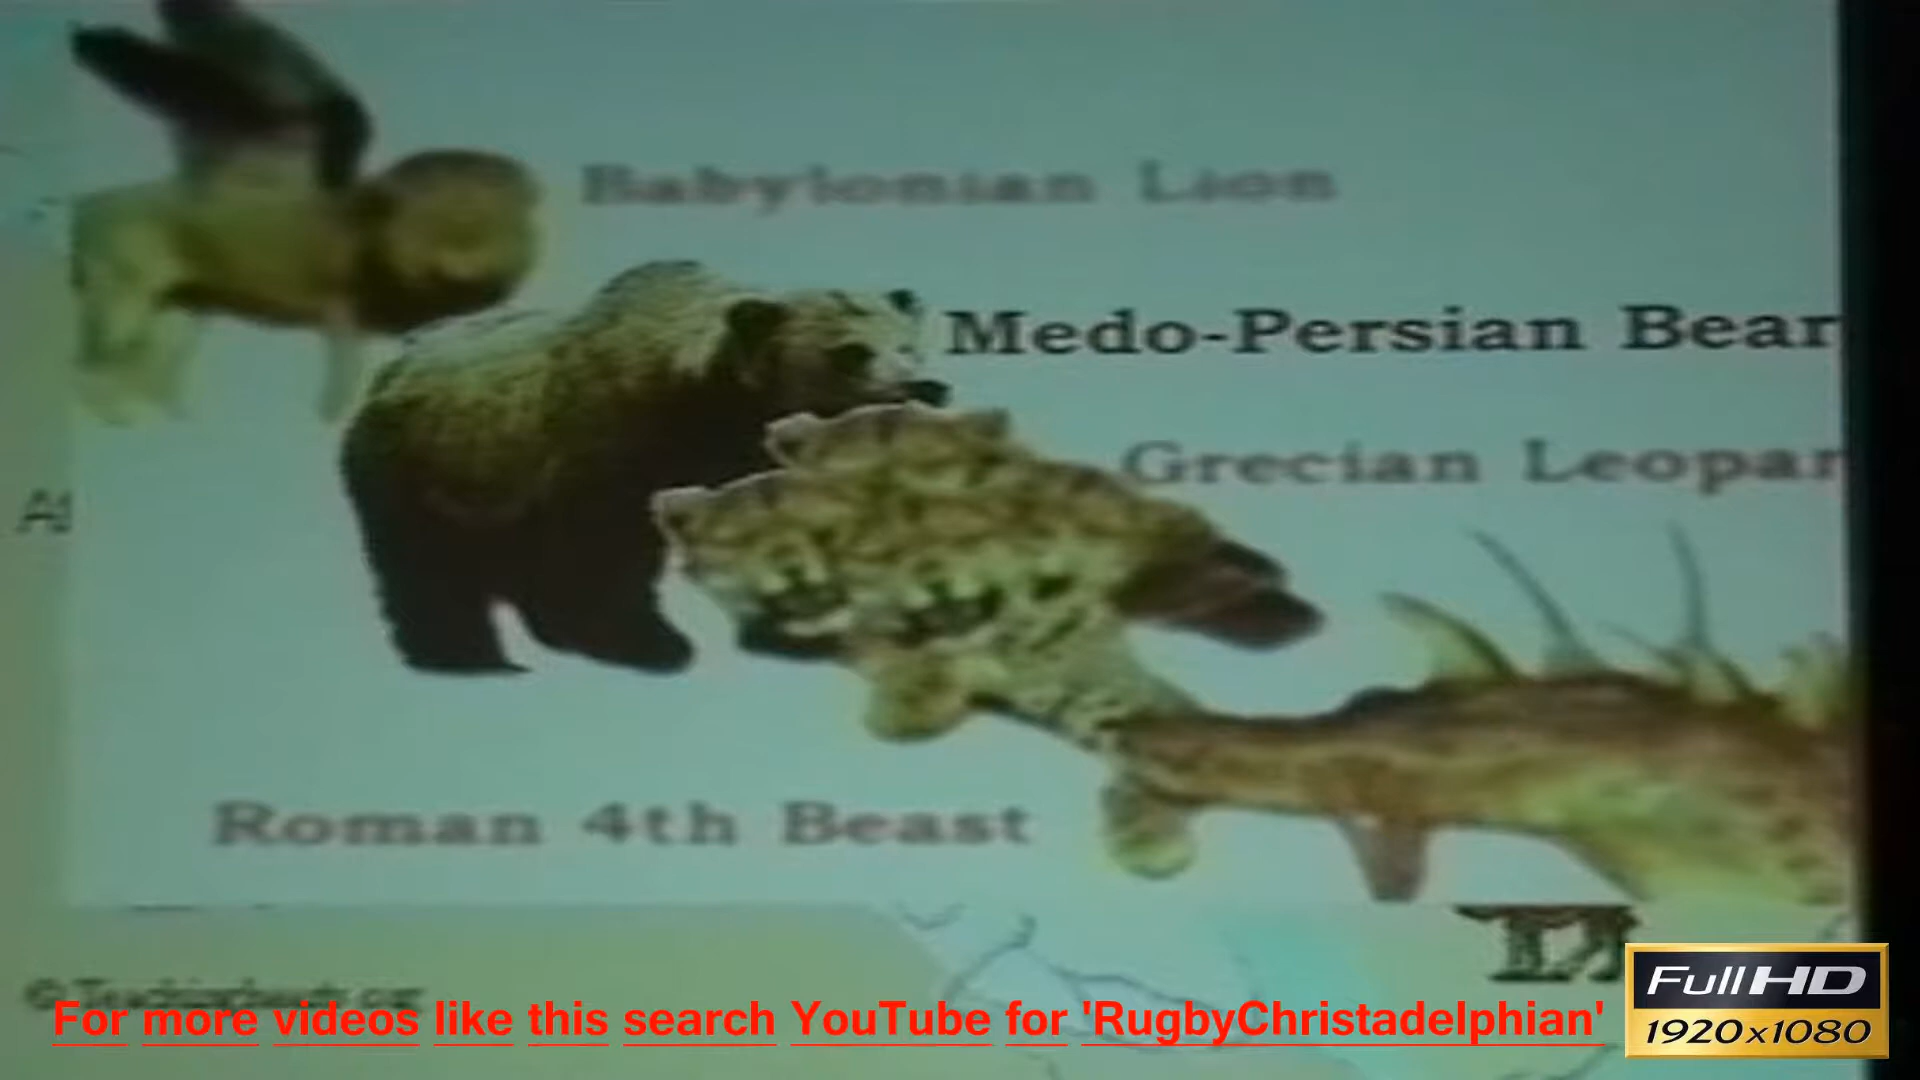 Babylonian Lion
Medo-Persian Bear
Grecian Leopar
Roman 4th Beast
For more videos like this search YouTube for 'RugbyChristadelphian'
Full HD
1920x1080